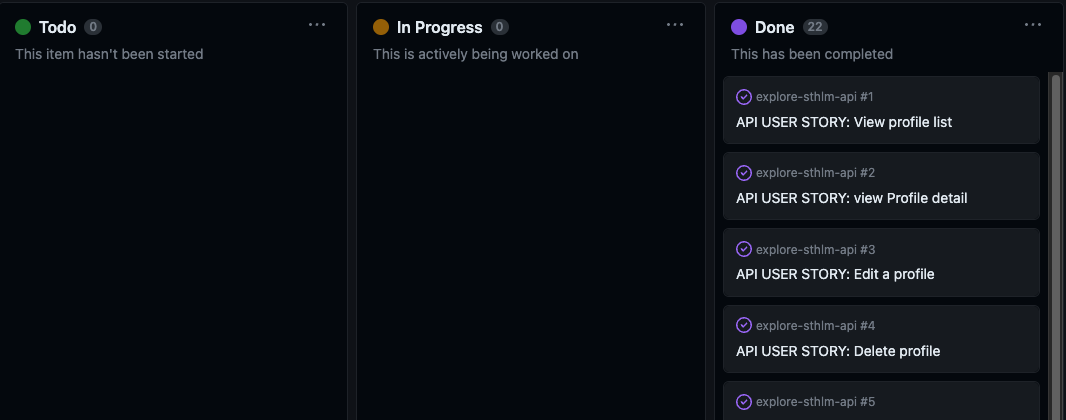 Todo 0
This item hasn't been started
In Progress 0
This is actively being worked on
Done 22
This has been completed
explore-sthlm-api #1
API USER STORY: View profile list
explore-sthlm-api #2
API USER STORY: view Profile detail
explore-sthlm-api #3
API USER STORY: Edit a profile
explore-sthlm-api #4
API USER STORY: Delete profile
explore-sthlm-api #5